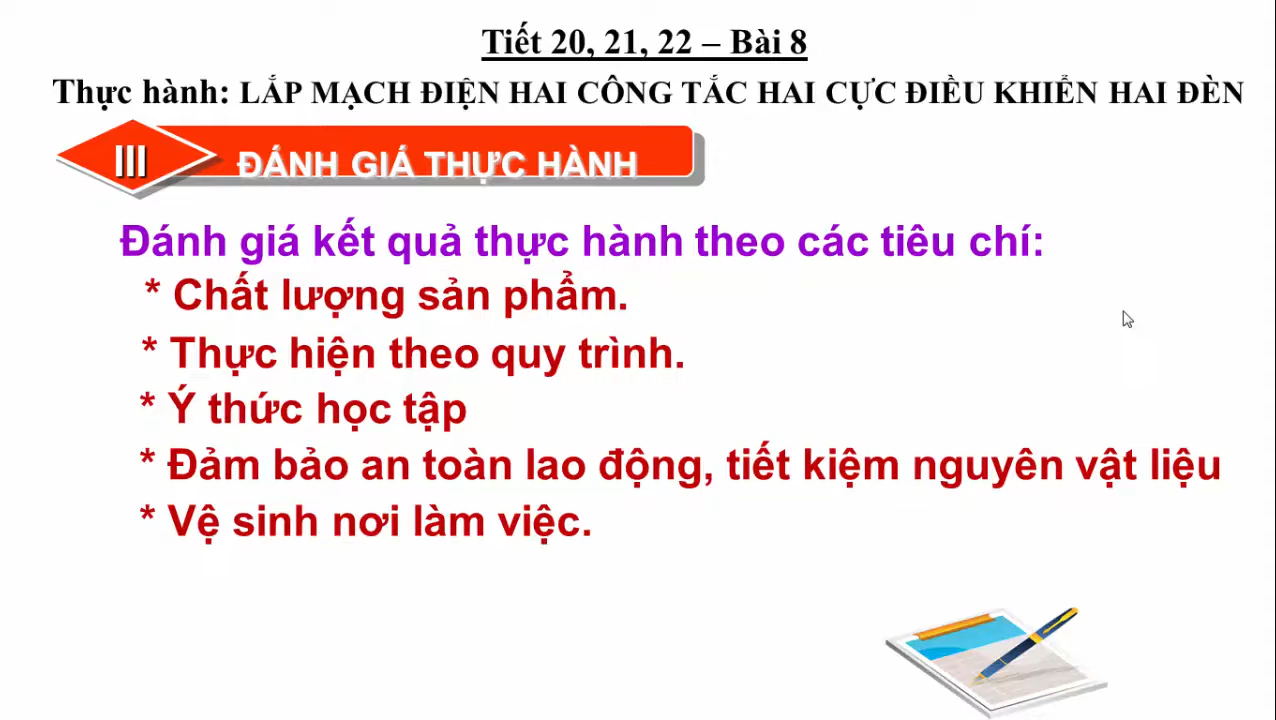 Tiết 20, 21, 22 – Bài 8
Thực hành: LẮP MẠCH ĐIỆN HAI CÔNG TẮC HAI CỰC ĐIỀU KHIỂN HAI ĐÈN
III ĐÁNH GIÁ THỰC HÀNH
Đánh giá kết quả thực hành theo các tiêu chí:
* Chất lượng sản phẩm.
* Thực hiện theo quy trình.
* Ý thức học tập
* Đảm bảo an toàn lao động, tiết kiệm nguyên vật liệu
* Vệ sinh nơi làm việc.